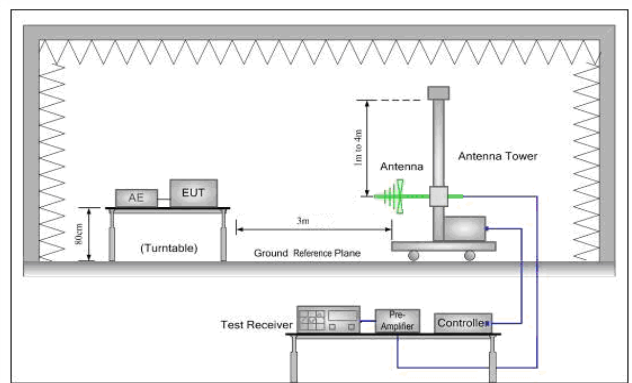 1m to 4m
Antenna
Antenna Tower
AE
EUT
3m
80cm
(Turntable)
Ground Reference Plane
Test Receiver
Pre-
Amplifier
Controller